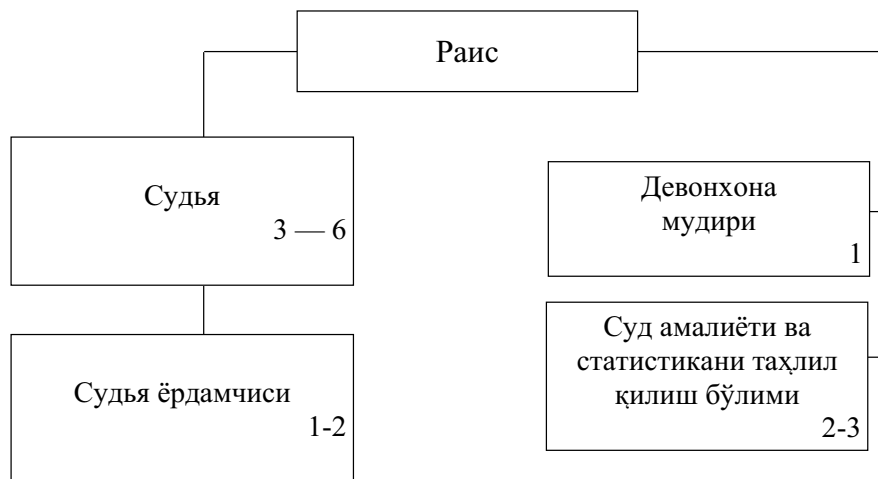 Раис
Судья
3 — 6
Судья ёрдамчиси
1-2
Девонхона
мудири
1
Суд амалиёти ва
статистикани таҳлил
қилиш бўлими
2-3